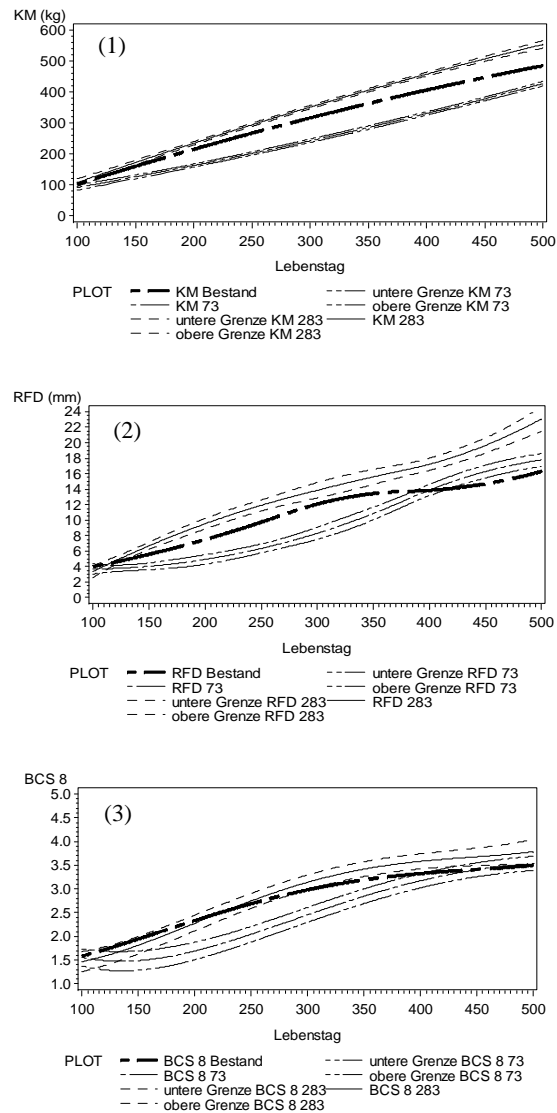 KM (kg)
(1)
600
500
400
300
200
100
0
100 150 200 250 300 350 400 450 500
Lebenstag
PLOT KM Bestand untere Grenze KM 73
KM 73 obere Grenze KM 73
untere Grenze KM 283 KM 283
obere Grenze KM 283
RFD (mm)
(2)
24
22
20
18
16
14
12
10
8
6
4
2
0
100 150 200 250 300 350 400 450 500
Lebenstag
PLOT RFD Bestand untere Grenze RFD 73
RFD 73 obere Grenze RFD 73
untere Grenze RFD 283 RFD 283
obere Grenze RFD 283
BCS 8
(3)
5.0
4.5
4.0
3.5
3.0
2.5
2.0
1.5
1.0
100 150 200 250 300 350 400 450 500
Lebenstag
PLOT BCS 8 Bestand untere Grenze BCS 8 73
BCS 8 73 obere Grenze BCS 8 73
untere Grenze BCS 8 283 BCS 8 283
obere Grenze BCS 8 283